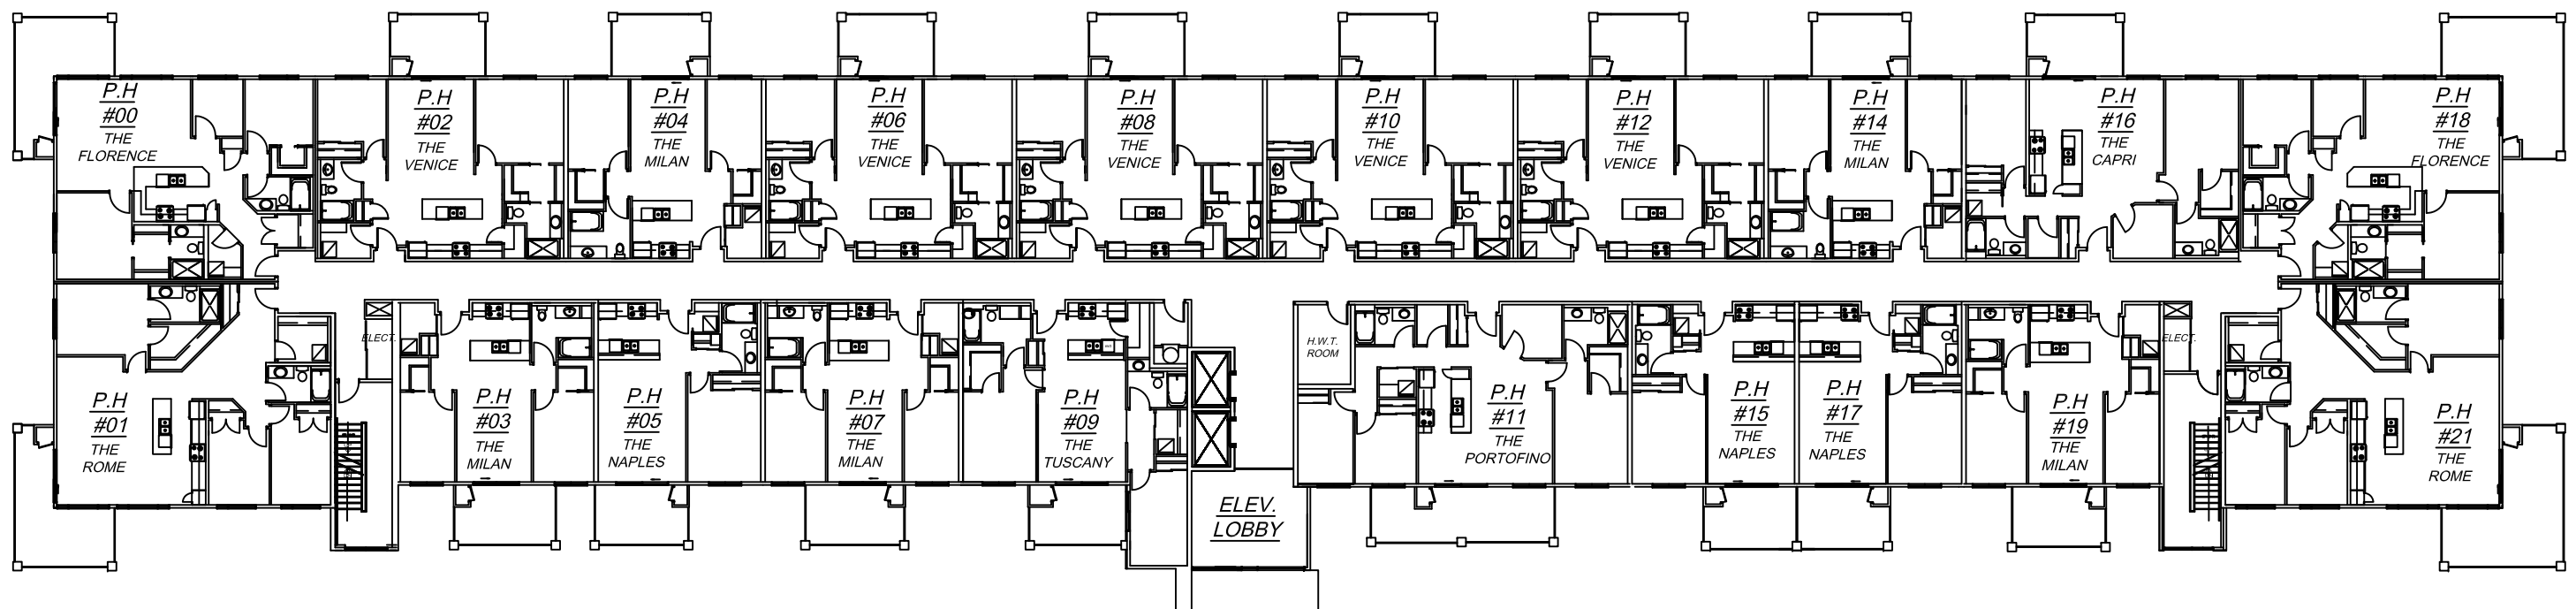 P.H
#00
THE
FLORENCE
P.H
#02
THE
VENICE
P.H
#04
THE
MILAN
P.H
#06
THE
VENICE
P.H
#08
THE
VENICE
P.H
#10
THE
VENICE
P.H
#12
THE
VENICE
P.H
#14
THE
MILAN
P.H
#16
THE
CAPRI
P.H
#18
THE
FLORENCE
P.H
#01
THE
ROME
ELECT.
P.H
#03
THE
MILAN
P.H
#05
THE
NAPLES
P.H
#07
THE
MILAN
P.H
#09
THE
TUSCANY
ELEV.
LOBBY
H.W.T.
ROOM
P.H
#11
THE
PORTOFINO
P.H
#15
THE
NAPLES
P.H
#17
THE
NAPLES
P.H
#19
THE
MILAN
ELECT.
P.H
#21
THE
ROME